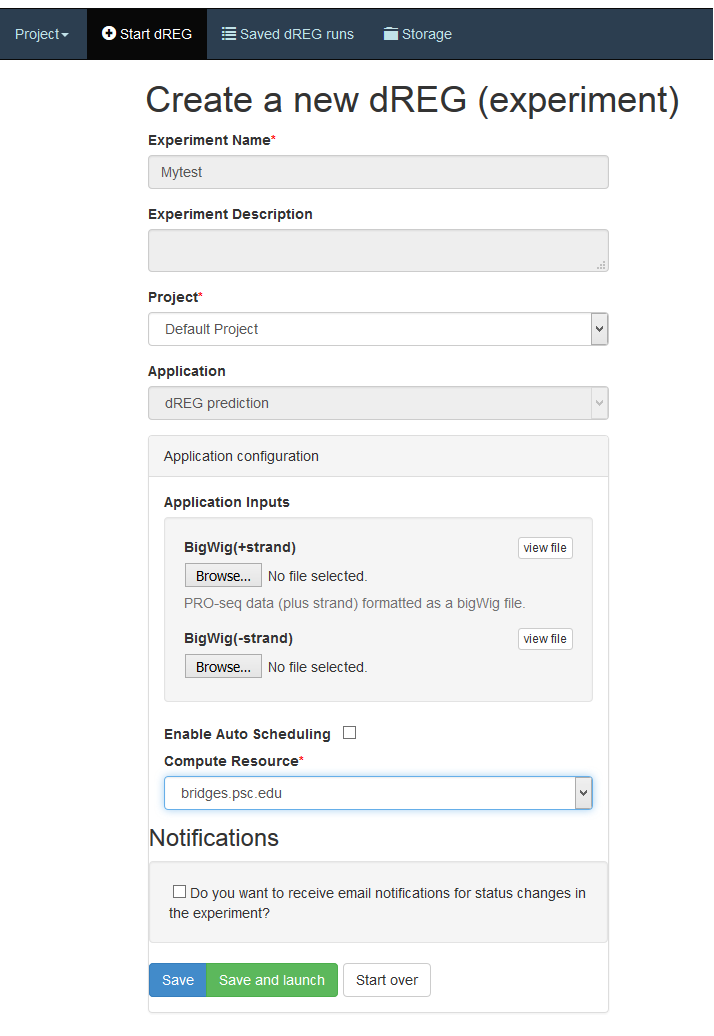 Project Start dREG Saved dREG runs Storage
Create a new dREG (experiment)
Experiment Name*
Mytest
Experiment Description
Project*
Default Project
Application
dREG prediction
Application configuration
Application Inputs
BigWig(+strand) view file
Browse... No file selected.
PRO-seq data (plus strand) formatted as a bigWig file.
BigWig(-strand) view file
Browse... No file selected.
Enable Auto Scheduling
Compute Resource*
bridges.psc.edu
Notifications
Do you want to receive email notifications for status changes in
the experiment?
Save Save and launch Start over